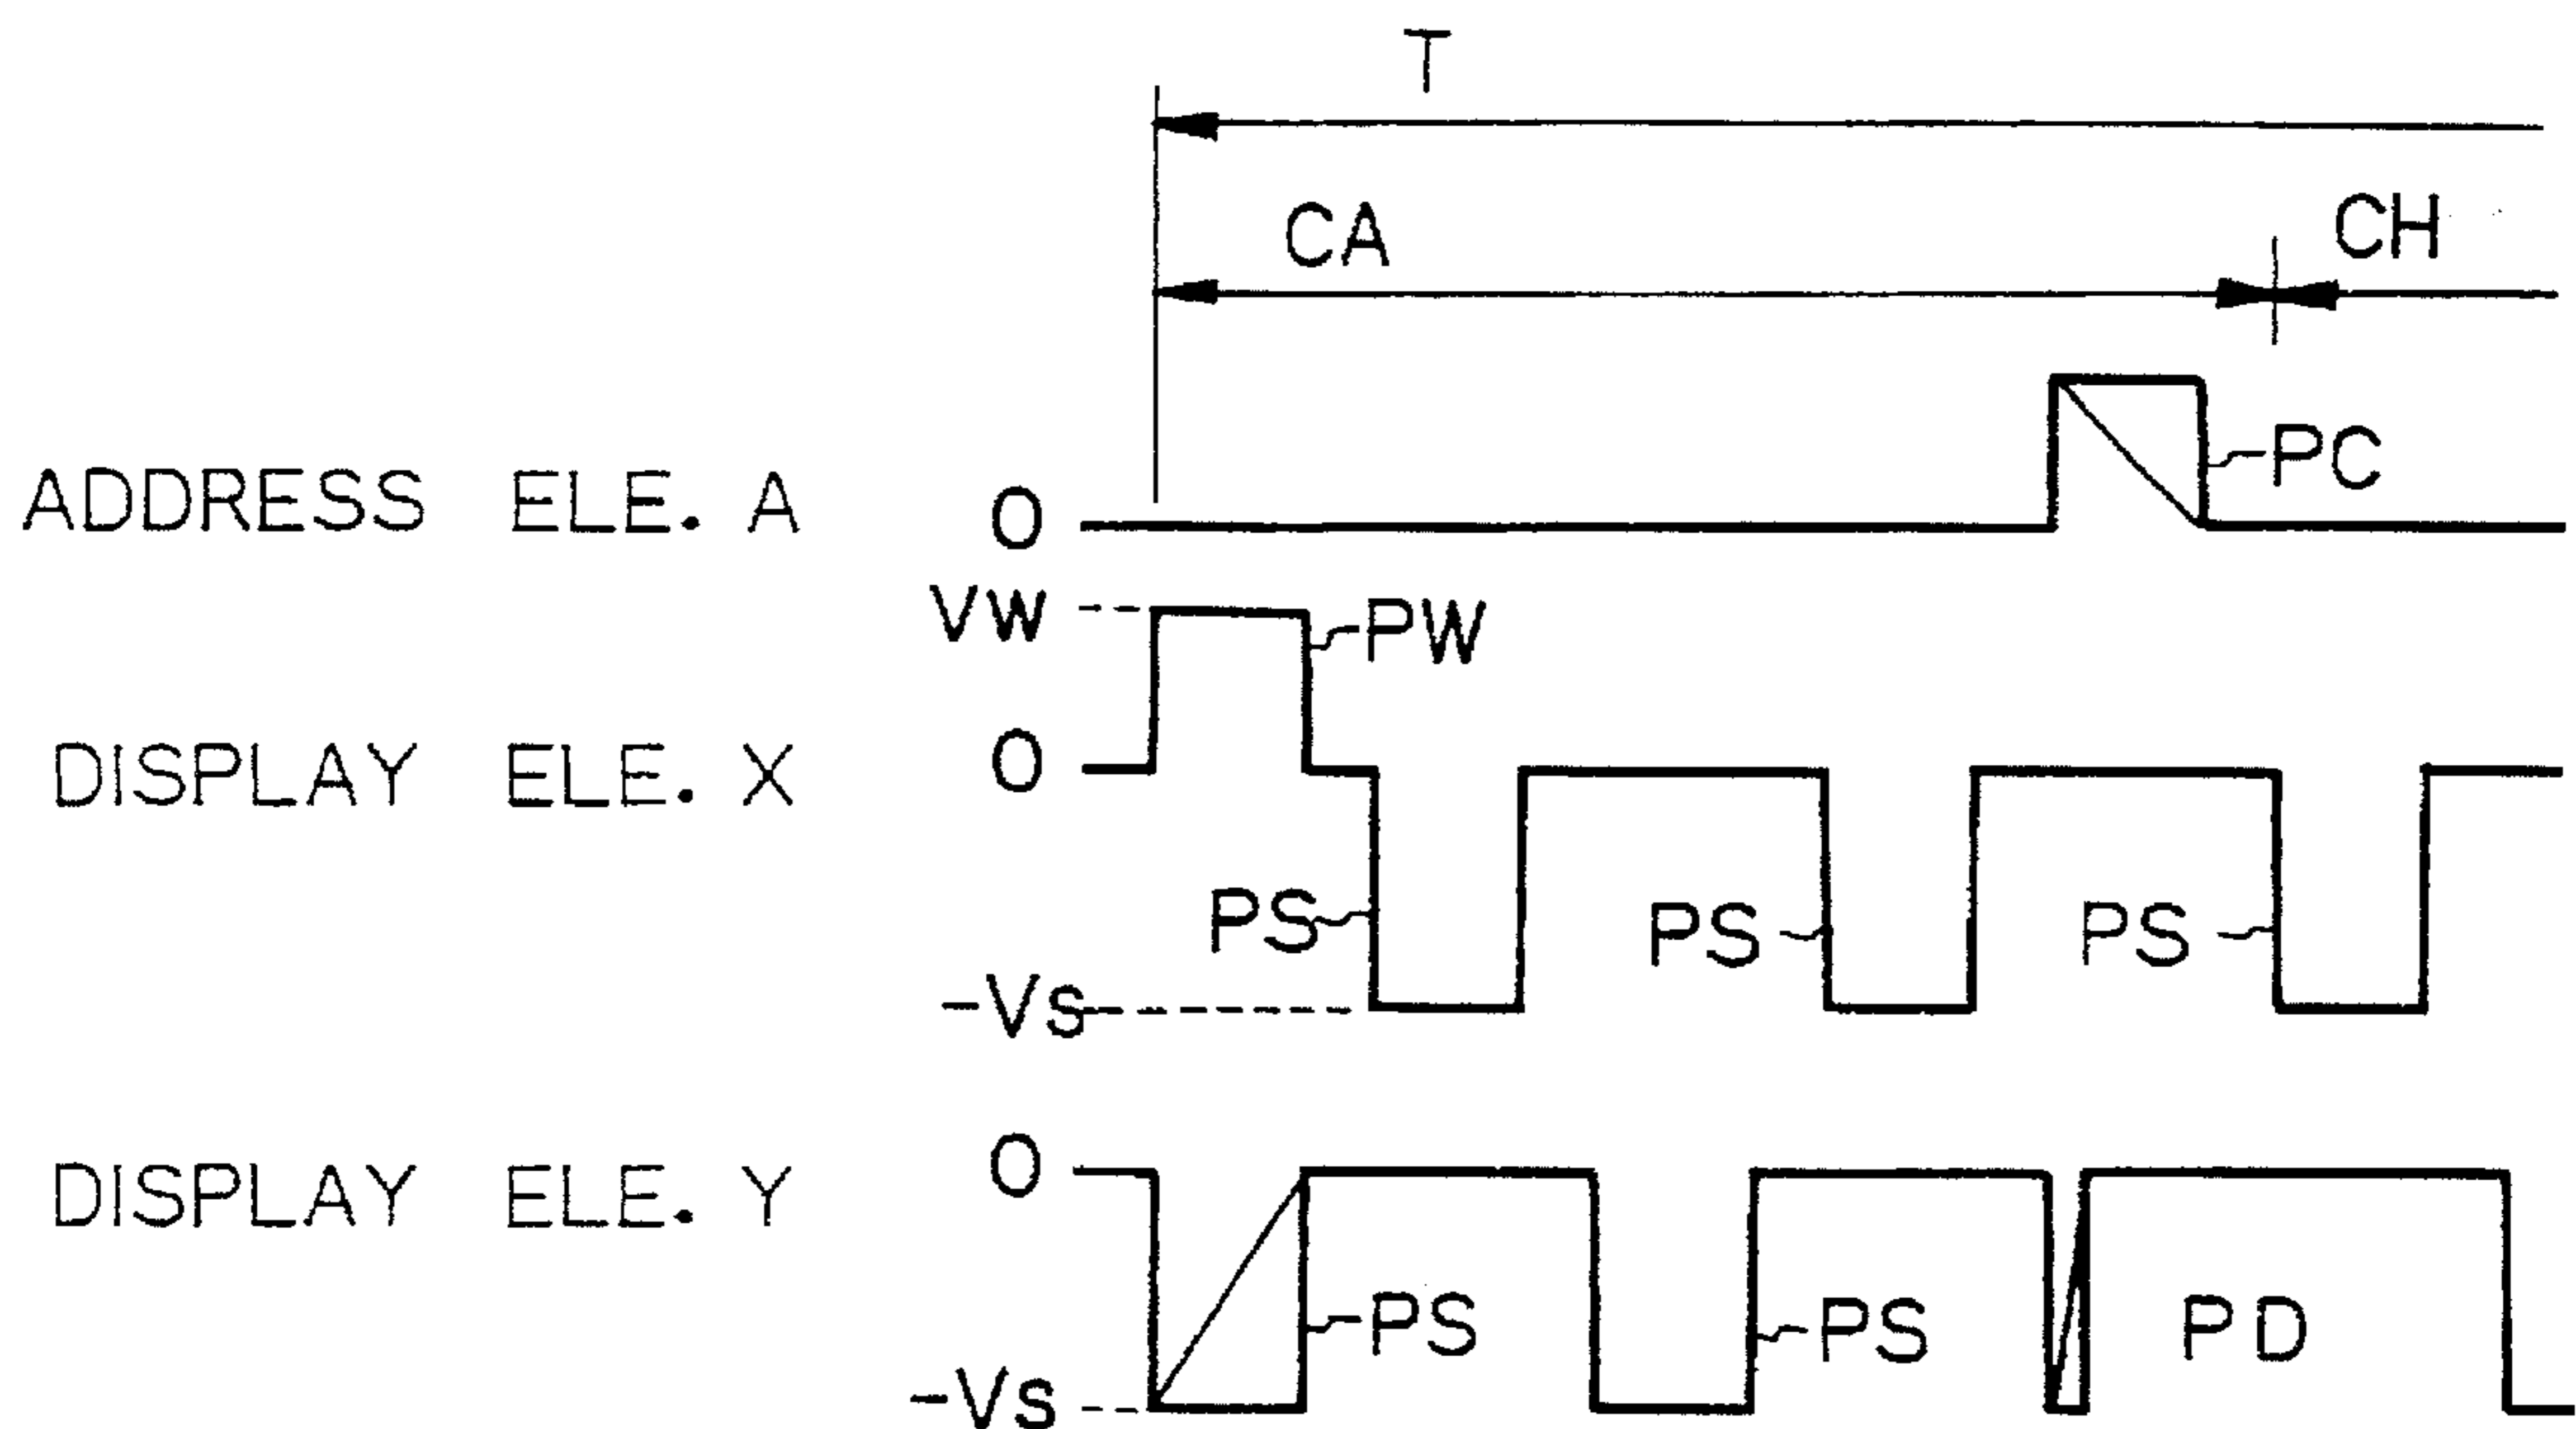 T
CA
CH
ADDRESS ELE. A
0
PC
VW
PW
DISPLAY ELE. X
0
PS
PS
PS
-Vs
DISPLAY ELE. Y
0
PS
PS
PD
-Vs